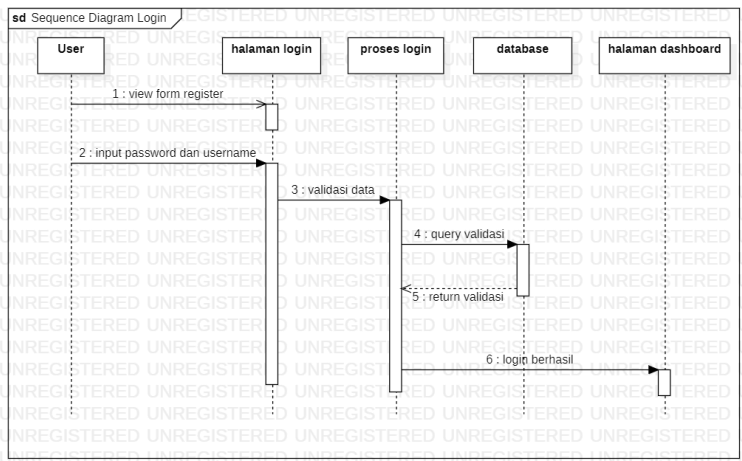 sd Sequence Diagram Login
User
halaman login
proses login
database
halaman dashboard
1 : view form register
2 : input password dan username
3 : validasi data
4 : query validasi
5 : return validasi
6 : login berhasil
UNREGISTERED